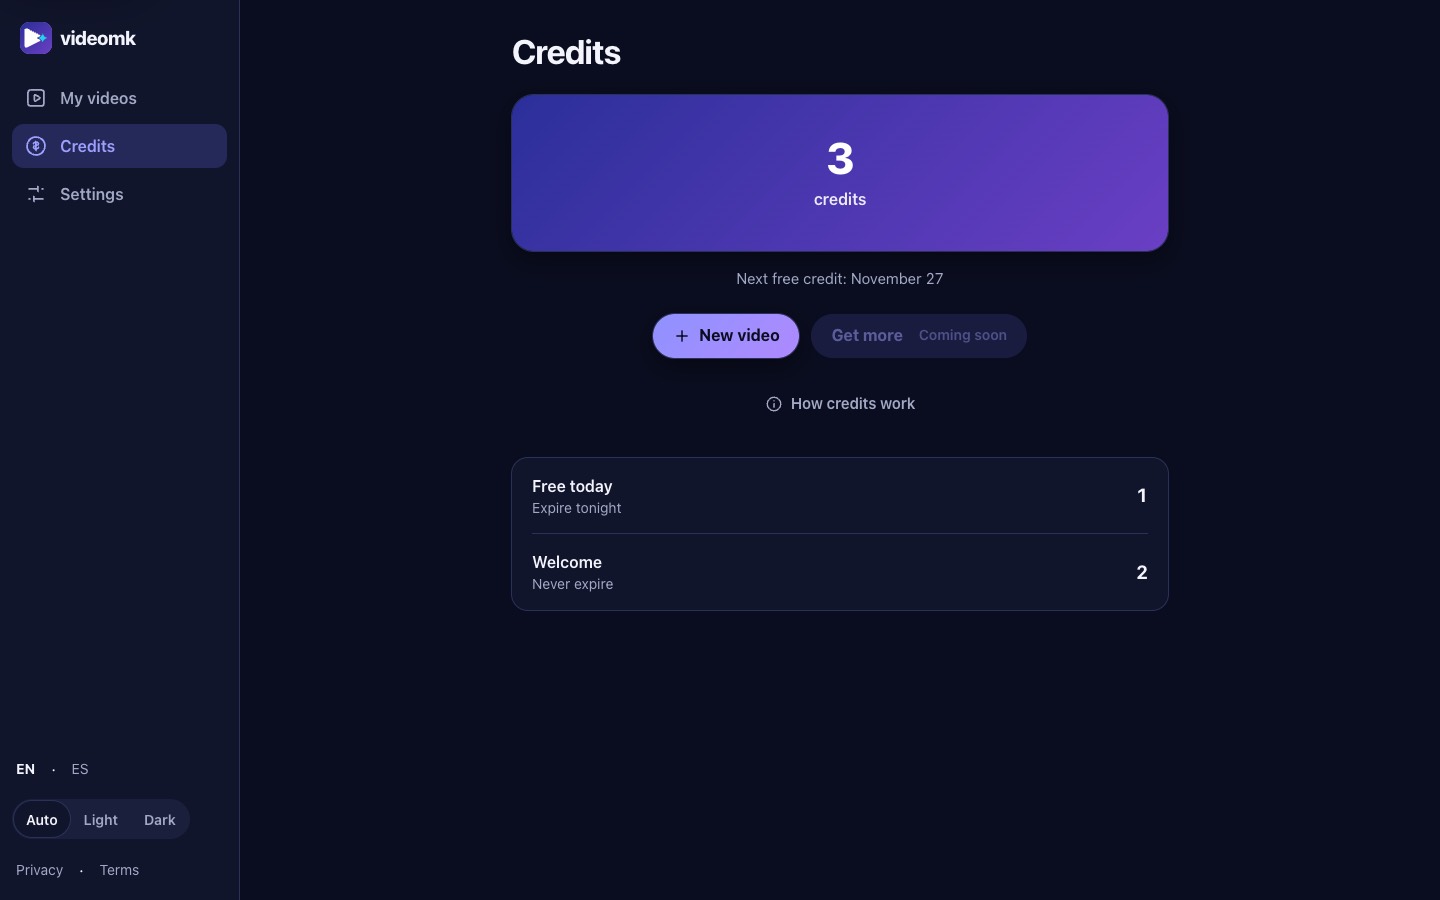 videomk
My videos
Credits
Settings
EN · ES
Auto Light Dark
Privacy · Terms
Credits
3
credits
Next free credit: November 27
New video
Get more Coming soon
How credits work
Free today
Expire tonight
1
Welcome
Never expire
2